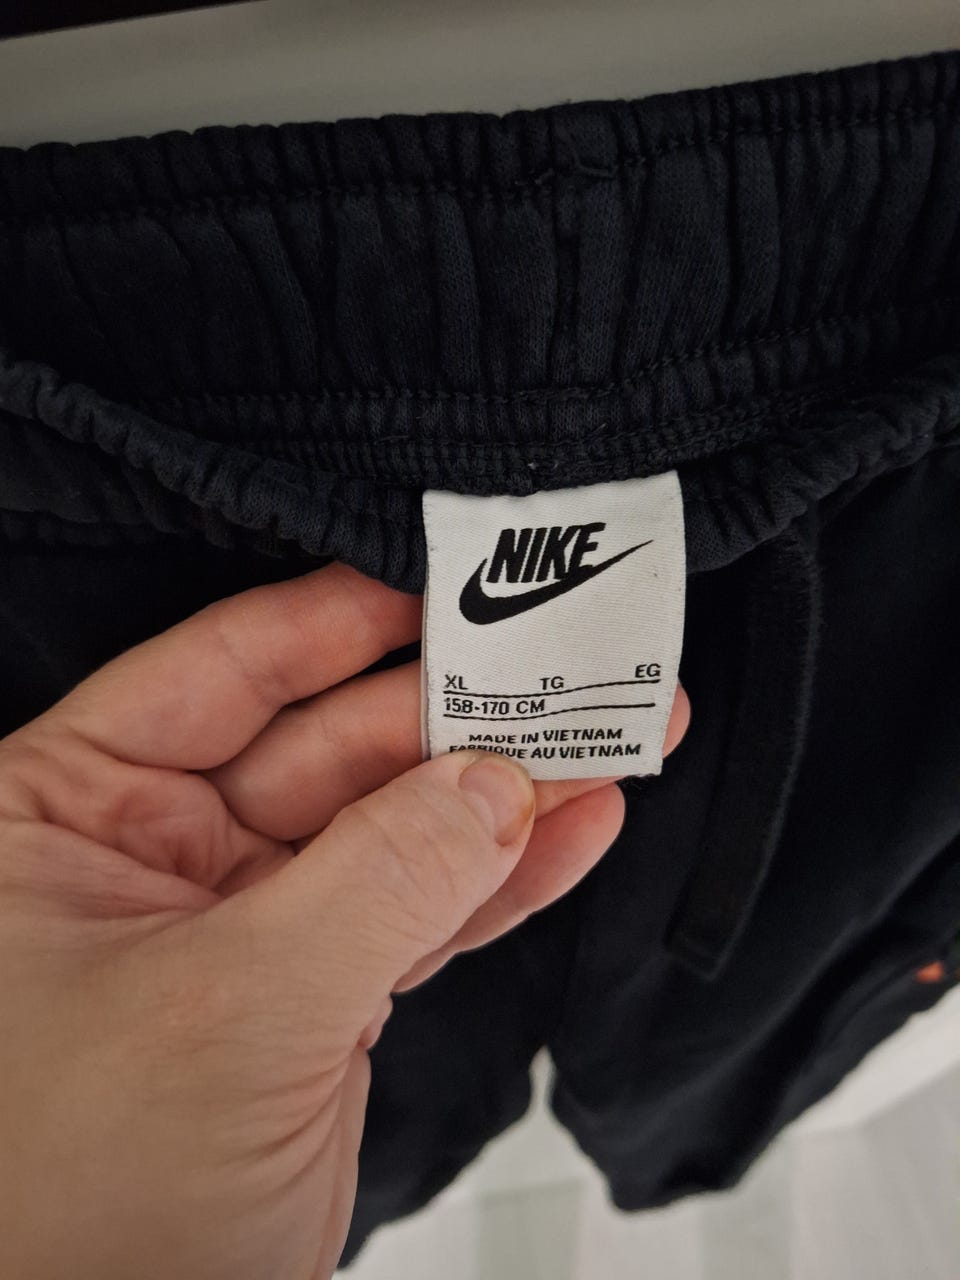 NIKE
XL TG EG
158-170 CM
MADE IN VIETNAM
FABRIQUE AU VIETNAM